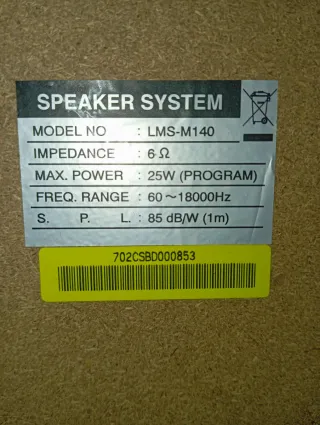 SPEAKER SYSTEM
MODEL NO : LMS-M140
IMPEDANCE : 6 Ω
MAX. POWER : 25W (PROGRAM)
FREQ. RANGE : 60～18000Hz
S. P. L. : 85 dB/W (1m)
702CSBD000853